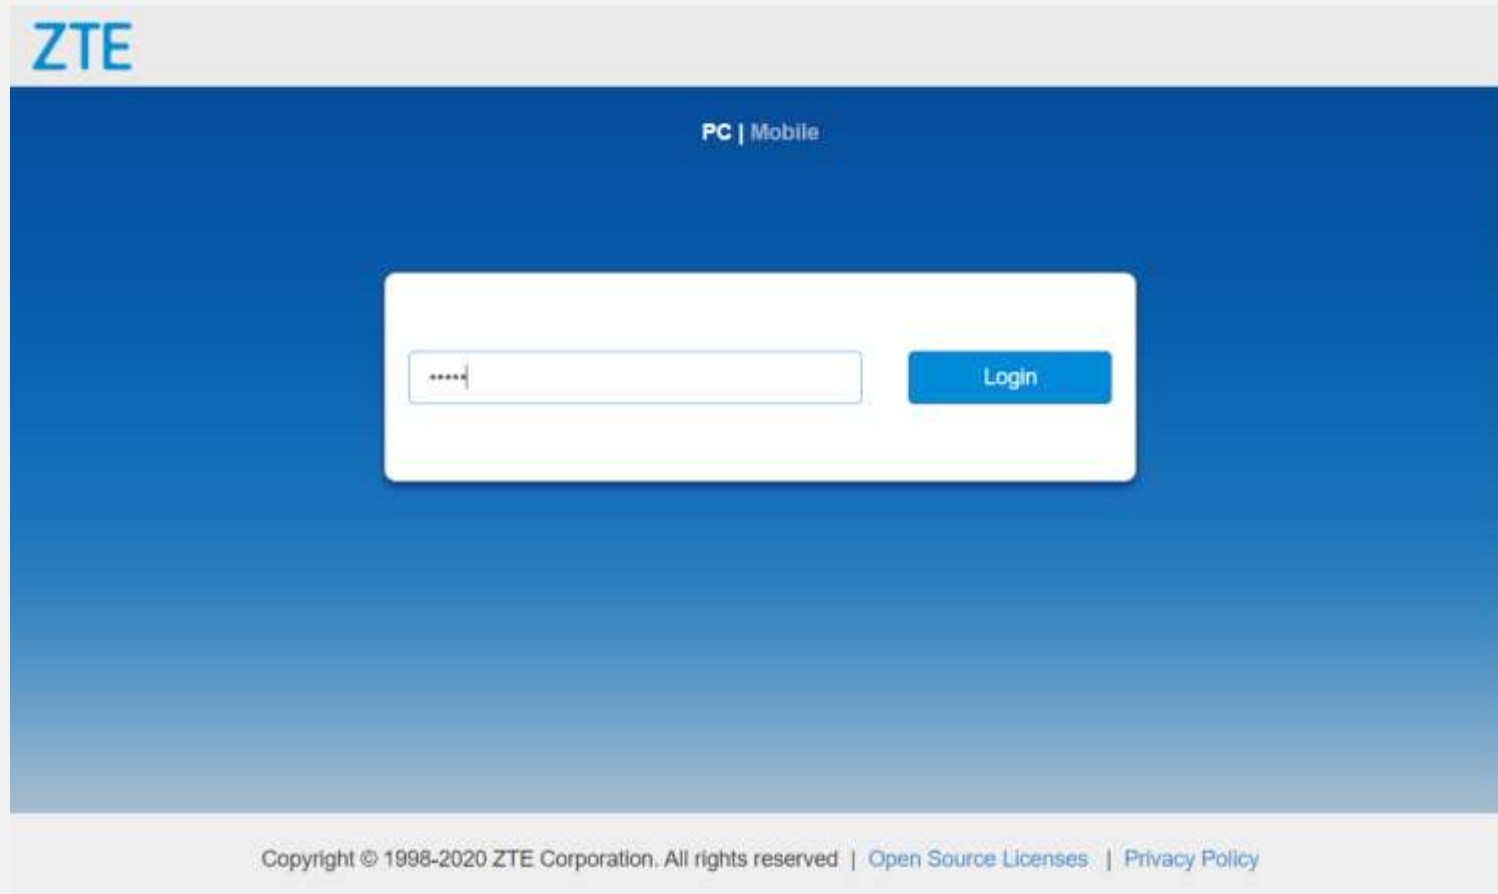 ZTE
PC | Mobile
•••••
Login
Copyright © 1998-2020 ZTE Corporation. All rights reserved | Open Source Licenses | Privacy Policy